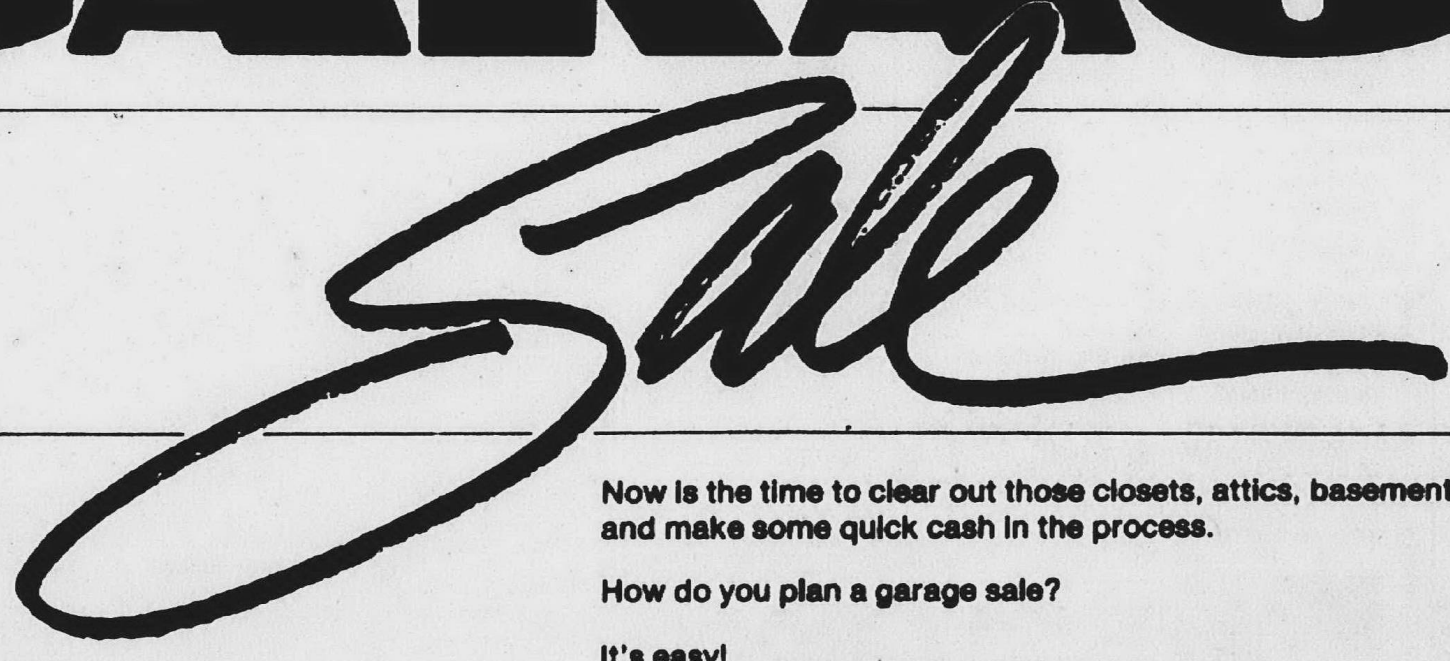 GARAG
Sale
Now is the time to clear out those closets, attics, basement
and make some quick cash in the process.
How do you plan a garage sale?
It's easy!